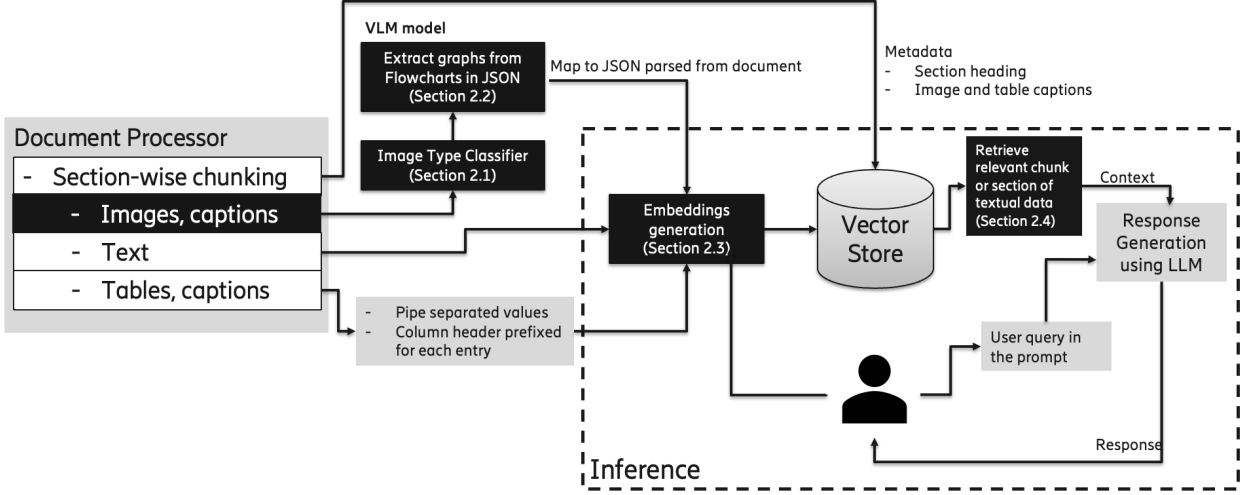 VLM model
Extract graphs from
Flowcharts in JSON
(Section 2.2)
Map to JSON parsed from document
Metadata
- Section heading
- Image and table captions
Document Processor
- Section-wise chunking
- Images, captions
- Text
- Tables, captions
Image Type Classifier
(Section 2.1)
- Pipe separated values
- Column header prefixed
for each entry
Embeddings
generation
(Section 2.3)
Vector
Store
Retrieve
relevant chunk
or section of
textual data
(Section 2.4)
Context
Response
Generation
using LLM
User query in
the prompt
Response
Inference